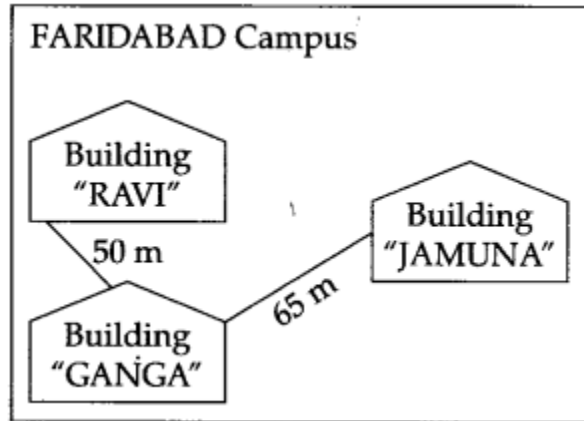 FARIDABAD Campus
Building
"RAVI"
Building
"JAMUNA"
50 m
65 m
Building
"GANGA"